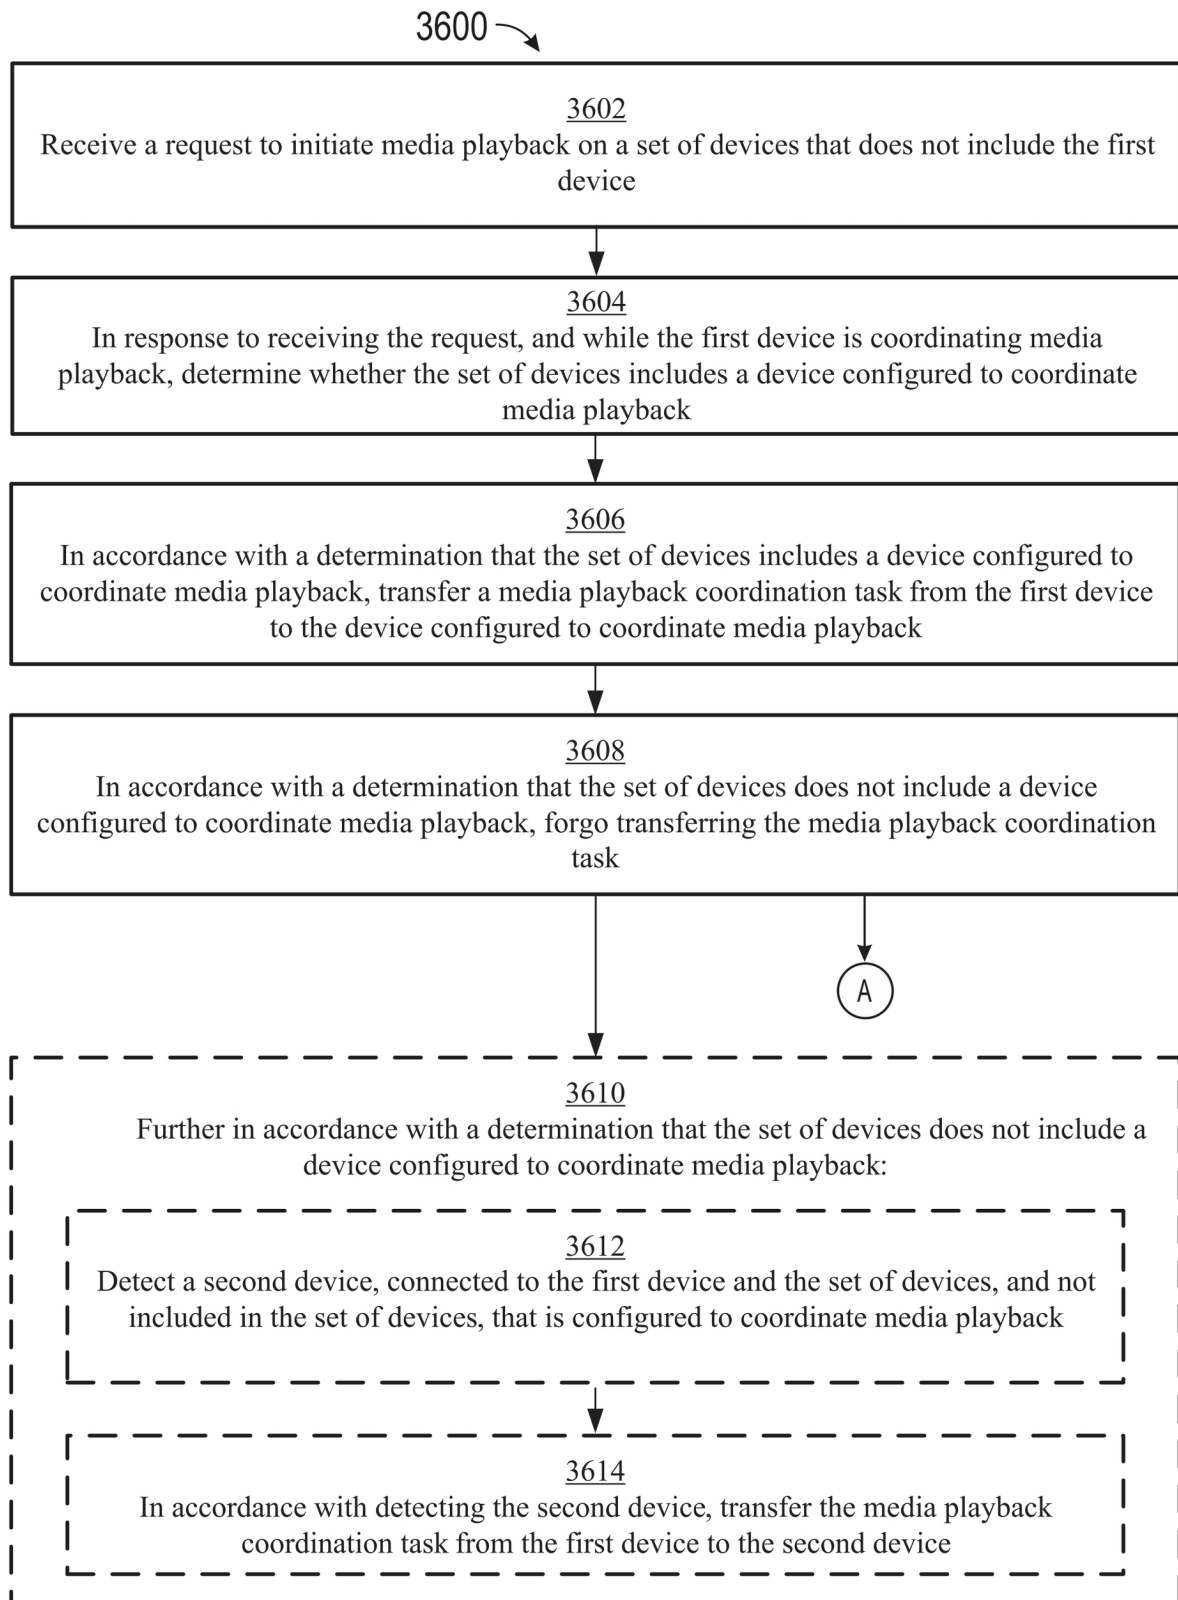 3600
3602
Receive a request to initiate media playback on a set of devices that does not include the first
device
3604
In response to receiving the request, and while the first device is coordinating media
playback, determine whether the set of devices includes a device configured to coordinate
media playback
3606
In accordance with a determination that the set of devices includes a device configured to
coordinate media playback, transfer a media playback coordination task from the first device
to the device configured to coordinate media playback
3608
In accordance with a determination that the set of devices does not include a device
configured to coordinate media playback, forgo transferring the media playback coordination
task
A
3610
Further in accordance with a determination that the set of devices does not include a
device configured to coordinate media playback:
3612
Detect a second device, connected to the first device and the set of devices, and not
included in the set of devices, that is configured to coordinate media playback
3614
In accordance with detecting the second device, transfer the media playback
coordination task from the first device to the second device